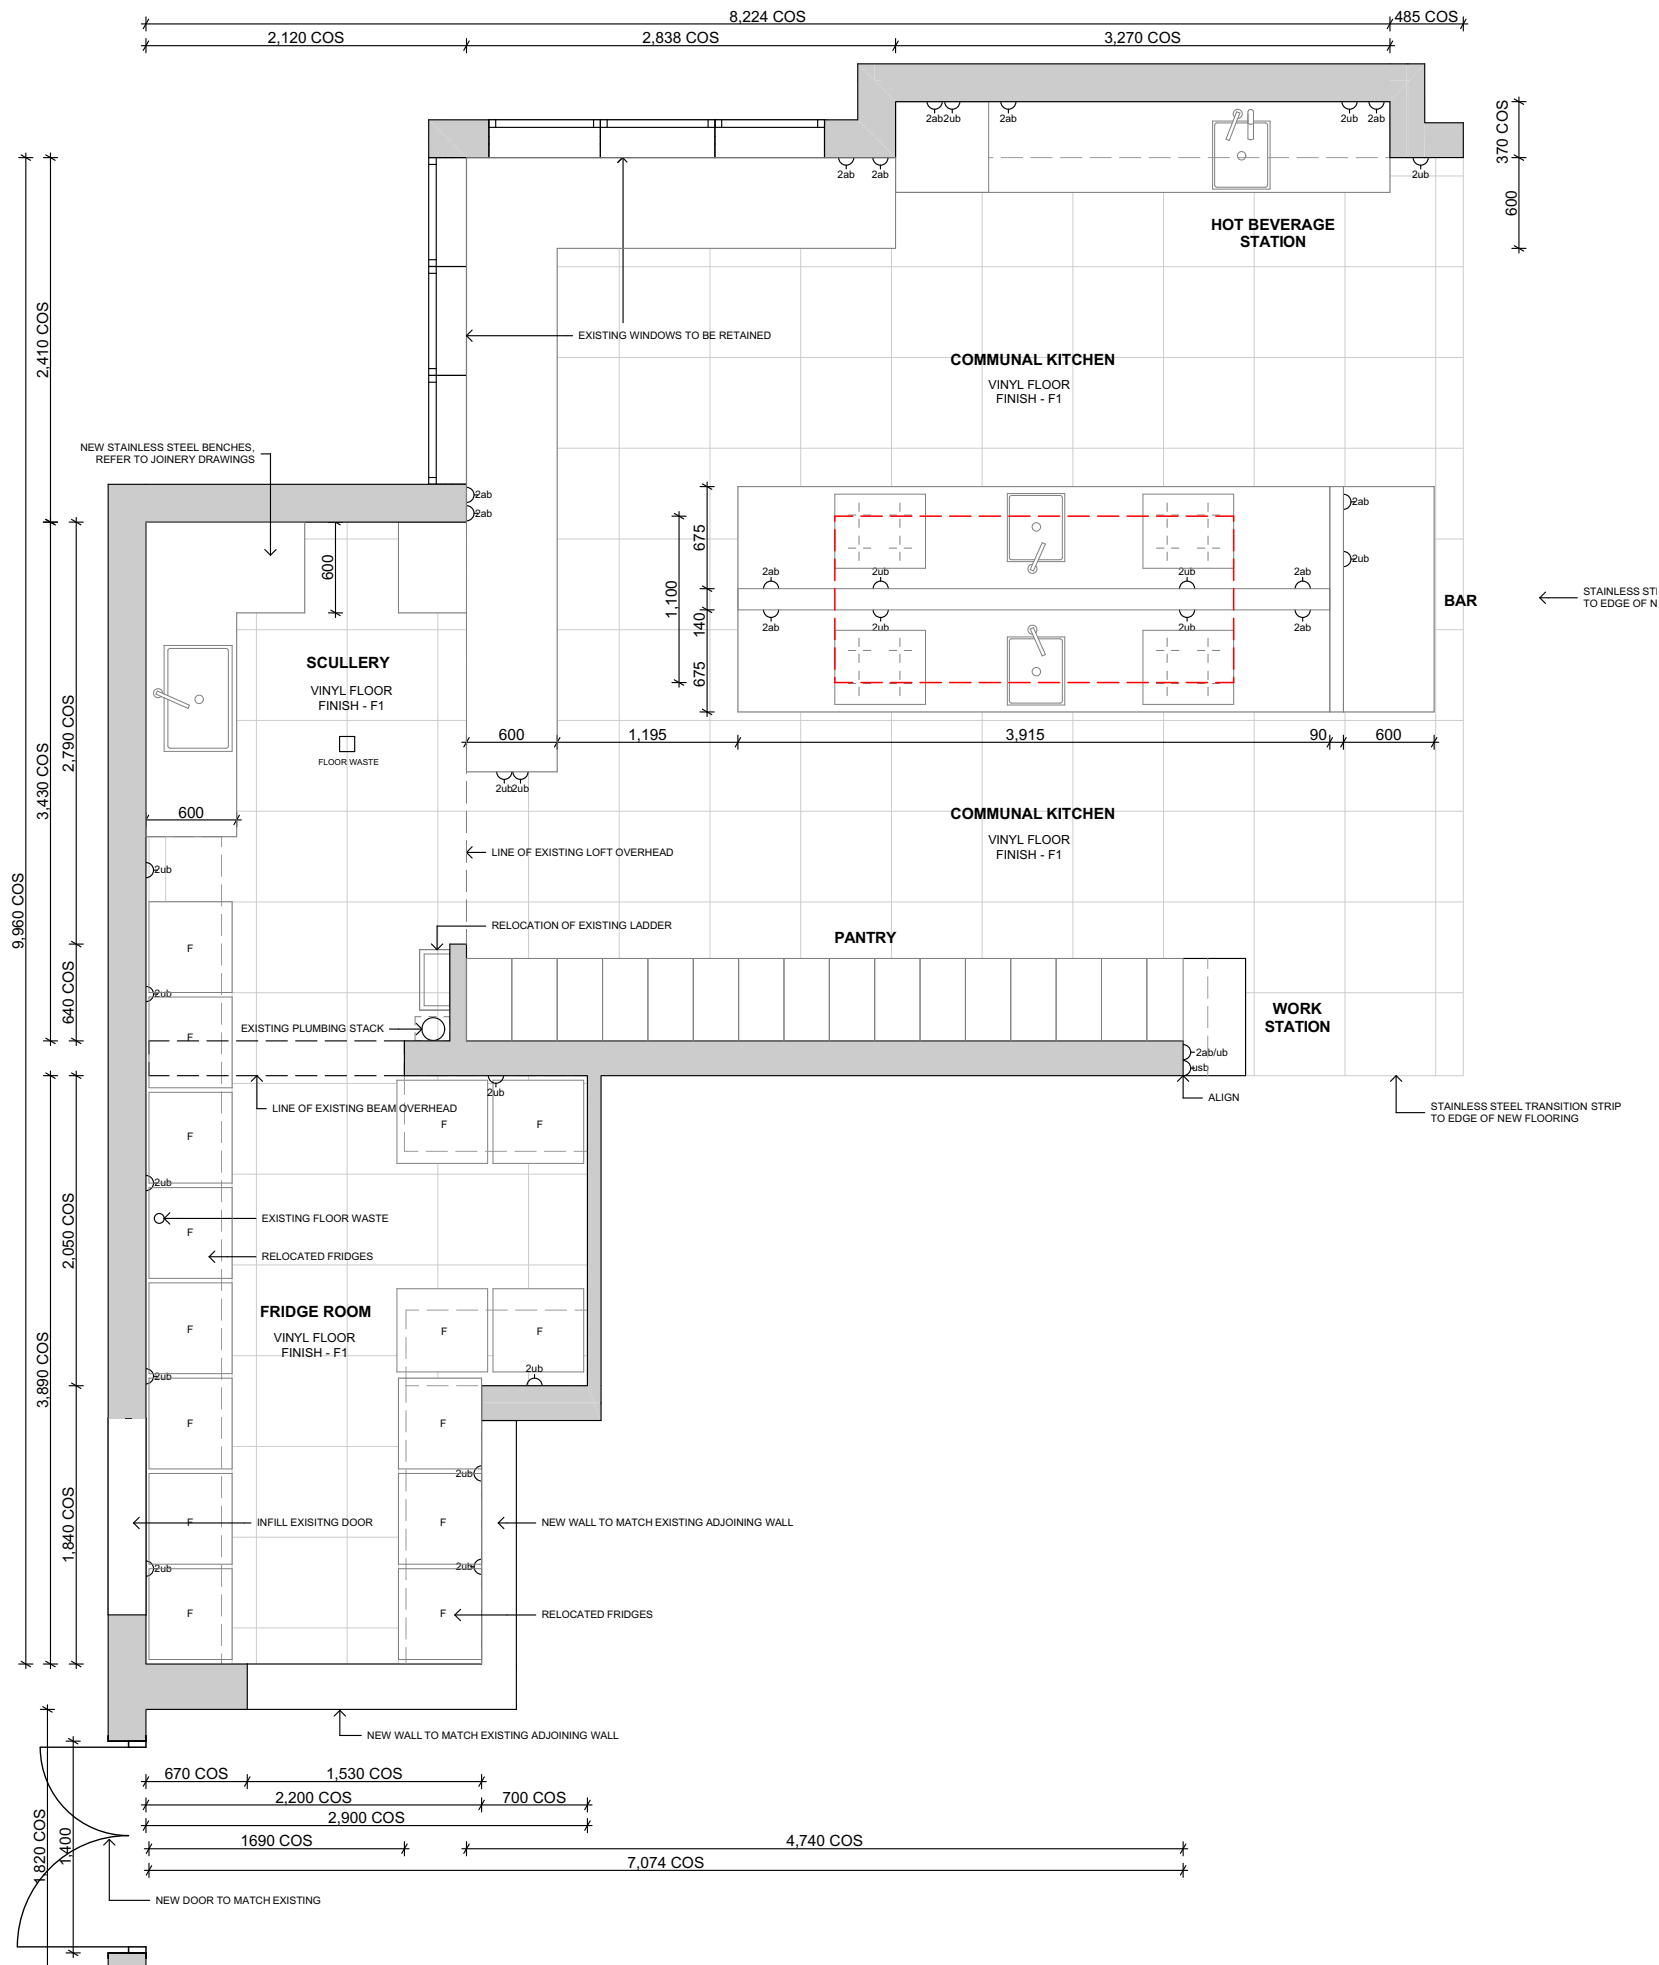 8,224 COS
485 COS
2,120 COS
2,838 COS
3,270 COS
2ab
2ub
2ab
2ub
2ab
370 COS
2ab
2ab
2ub
600
HOT BEVERAGE
STATION
2,410 COS
EXISTING WINDOWS TO BE RETAINED
COMMUNAL KITCHEN
VINYL FLOOR
FINISH - F1
NEW STAINLESS STEEL BENCHES,
REFER TO JOINERY DRAWINGS
2ab
2ab
2ab
2ub
600
675
1,100
140
675
2ab
2ub
2ub
2ab
2ab
2ub
2ub
2ab
BAR
STAINLESS STE
TO EDGE OF N
SCULLERY
VINYL FLOOR
FINISH - F1
FLOOR WASTE
600
1,195
3,915
90
600
2ub
2ub
2,790 COS
3,430 COS
9,960 COS
600
COMMUNAL KITCHEN
VINYL FLOOR
FINISH - F1
LINE OF EXISTING LOFT OVERHEAD
2ub
RELOCATION OF EXISTING LADDER
PANTRY
F
640 COS
2ub
WORK
STATION
EXISTING PLUMBING STACK
F
2ab/ub
usb
2ub
ALIGN
LINE OF EXISTING BEAM OVERHEAD
STAINLESS STEEL TRANSITION STRIP
TO EDGE OF NEW FLOORING
F
F
F
2ub
2,050 COS
EXISTING FLOOR WASTE
F
RELOCATED FRIDGES
FRIDGE ROOM
VINYL FLOOR
FINISH - F1
F
F
F
2ub
2ub
3,890 COS
F
F
2ub
1,840 COS
F
INFILL EXISITNG DOOR
F
NEW WALL TO MATCH EXISTING ADJOINING WALL
2ub
2ub
F
F
RELOCATED FRIDGES
NEW WALL TO MATCH EXISTING ADJOINING WALL
670 COS
1,530 COS
2,200 COS
700 COS
2,900 COS
1690 COS
4,740 COS
7,074 COS
1,820 COS
1,400
NEW DOOR TO MATCH EXISTING